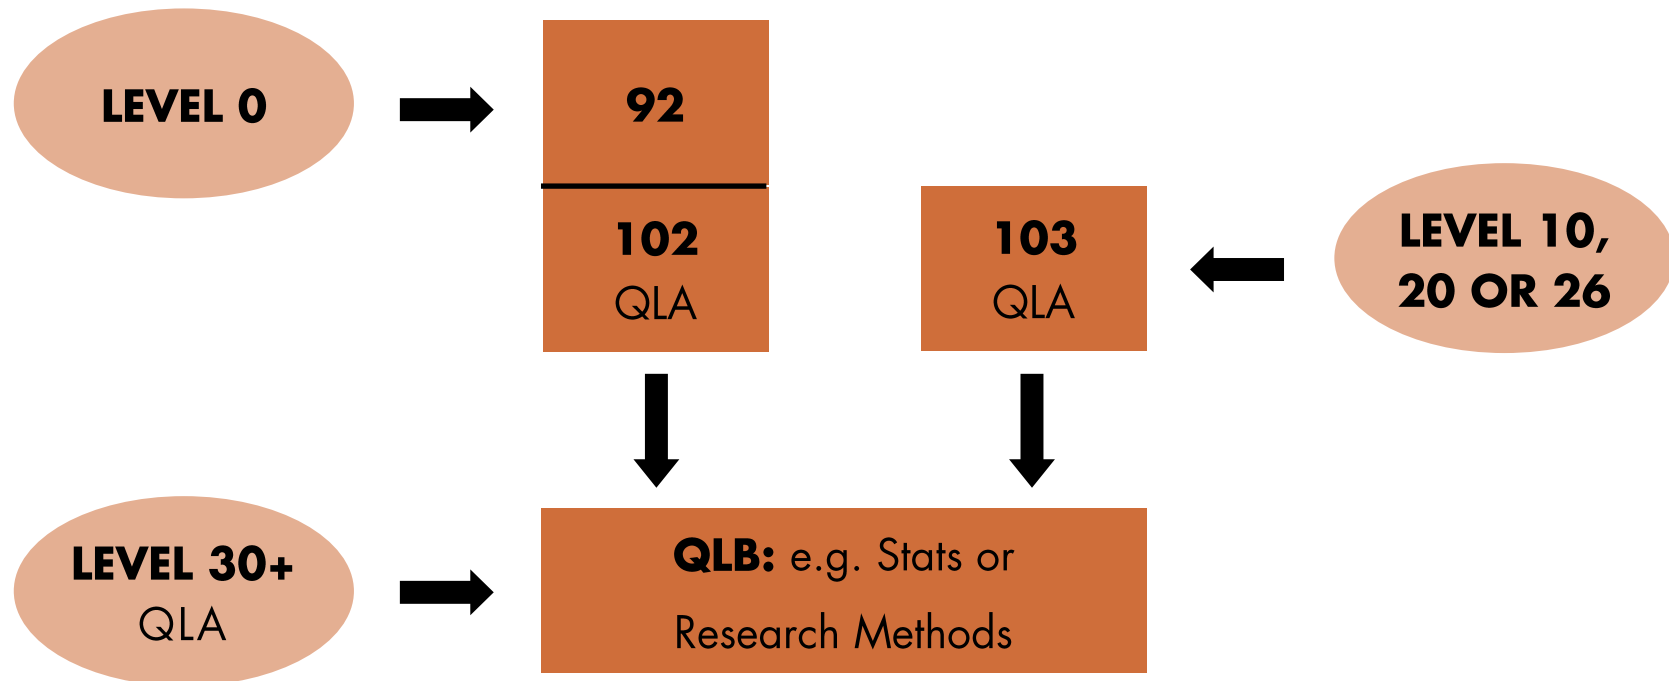 LEVEL 0
92
102
QLA
103
QLA
LEVEL 10,
20 OR 26
LEVEL 30+
QLA
QLB: e.g. Stats or
Research Methods